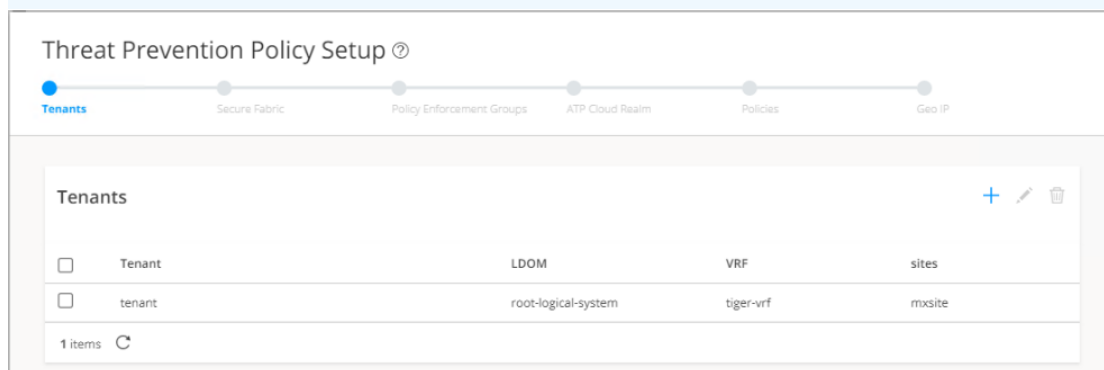 Threat Prevention Policy Setup
Tenants Secure Fabric Policy Enforcement Groups ATP Cloud Realm Policies Geo IP
Tenants
Tenant LDOM VRF sites
tenant root-logical-system tiger-vrf mxsite
1 items